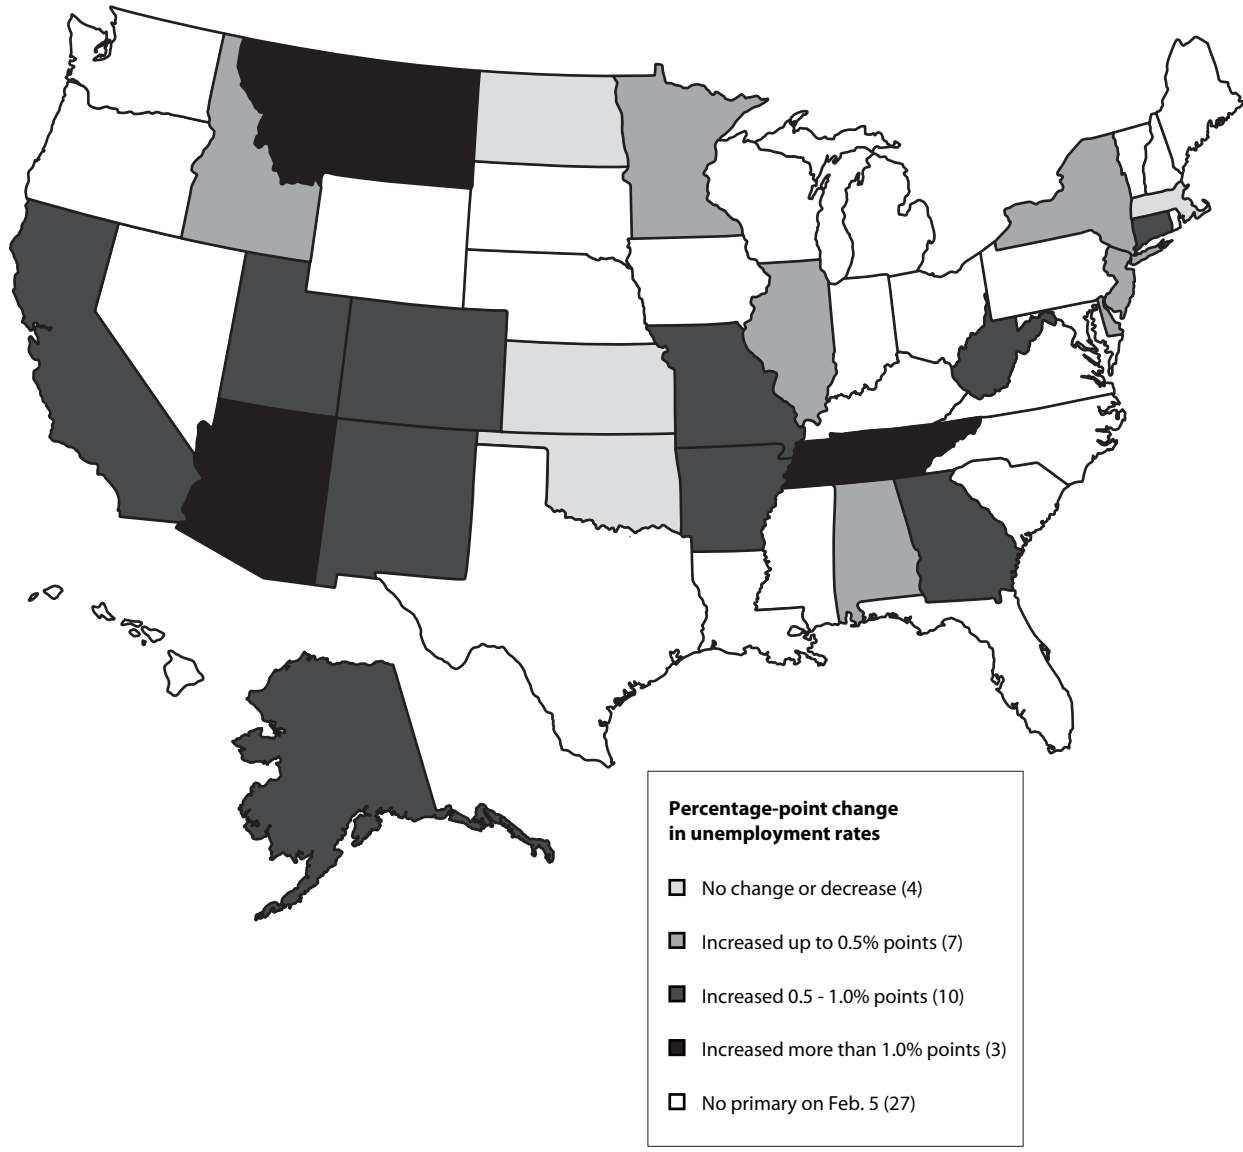 Percentage-point change
in unemployment rates
No change or decrease (4)
Increased up to 0.5% points (7)
Increased 0.5 - 1.0% points (10)
Increased more than 1.0% points (3)
No primary on Feb. 5 (27)